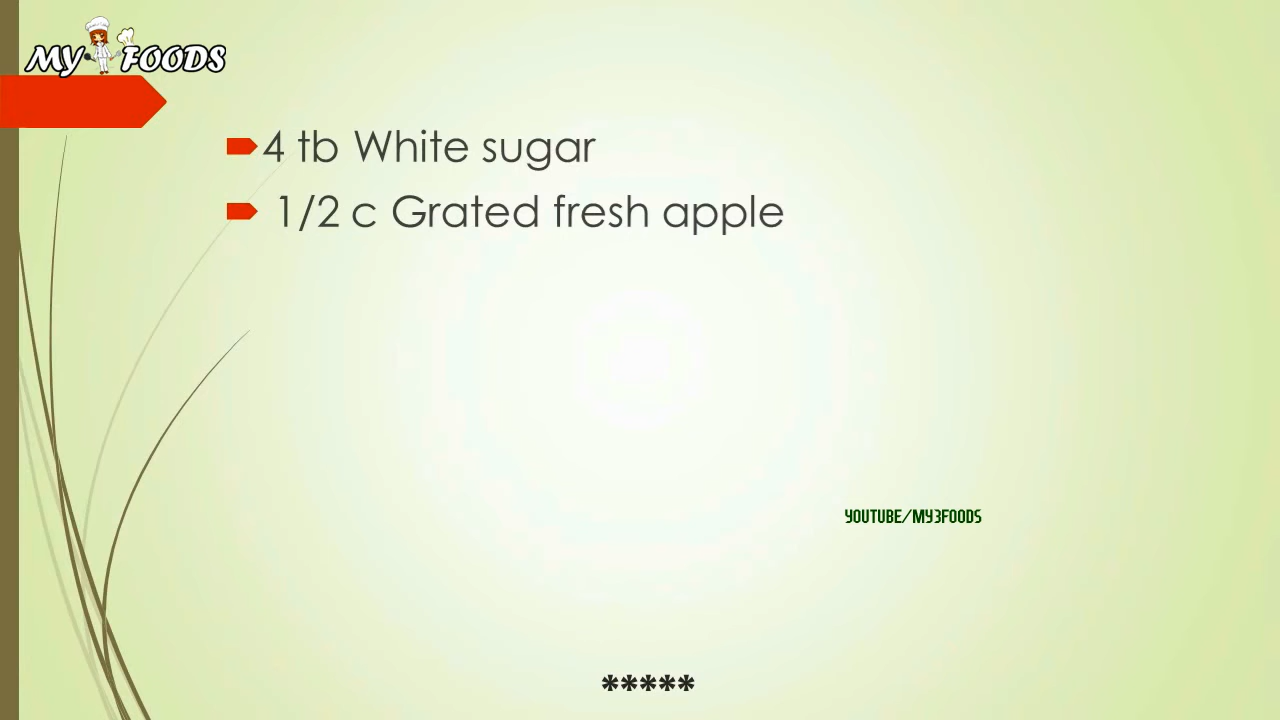 MY FOODS
4 tb White sugar
1/2 c Grated fresh apple
YOUTUBE/MY3FOODS
*****